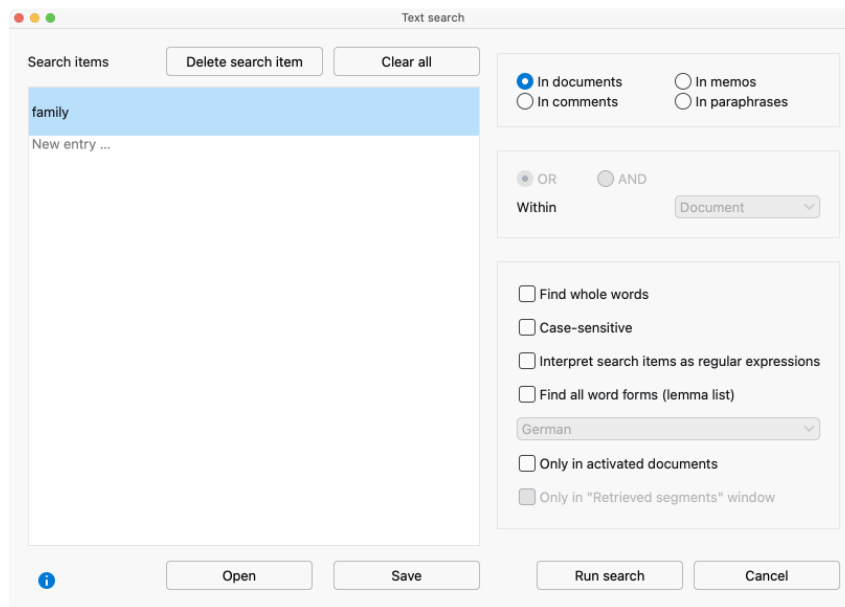 Text search
Search items
Delete search item
Clear all
family
New entry ...
In documents
In memos
In comments
In paraphrases
OR
AND
Within
Document
Find whole words
Case-sensitive
Interpret search items as regular expressions
Find all word forms (lemma list)
German
Only in activated documents
Only in "Retrieved segments" window
Open
Save
Run search
Cancel